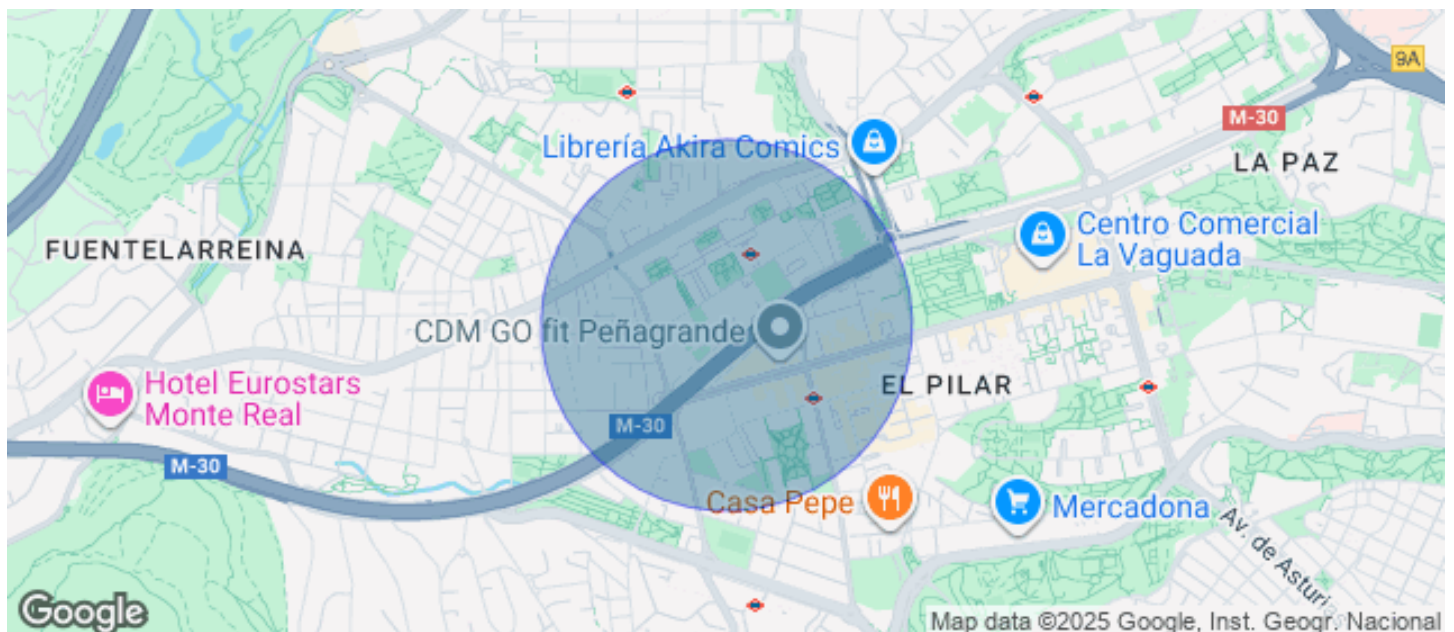 9A
M-30
Librería Akira Comics
LA PAZ
Centro Comercial
La Vaguada
FUENTELARREINA
CDM GO fit Peñagrande
EL PILAR
Hotel Eurostars
Monte Real
M-30
M-30
Casa Pepe
Mercadona
Av. de Asturias
Google
Map data ©2025 Google, Inst. Geogr. Nacional